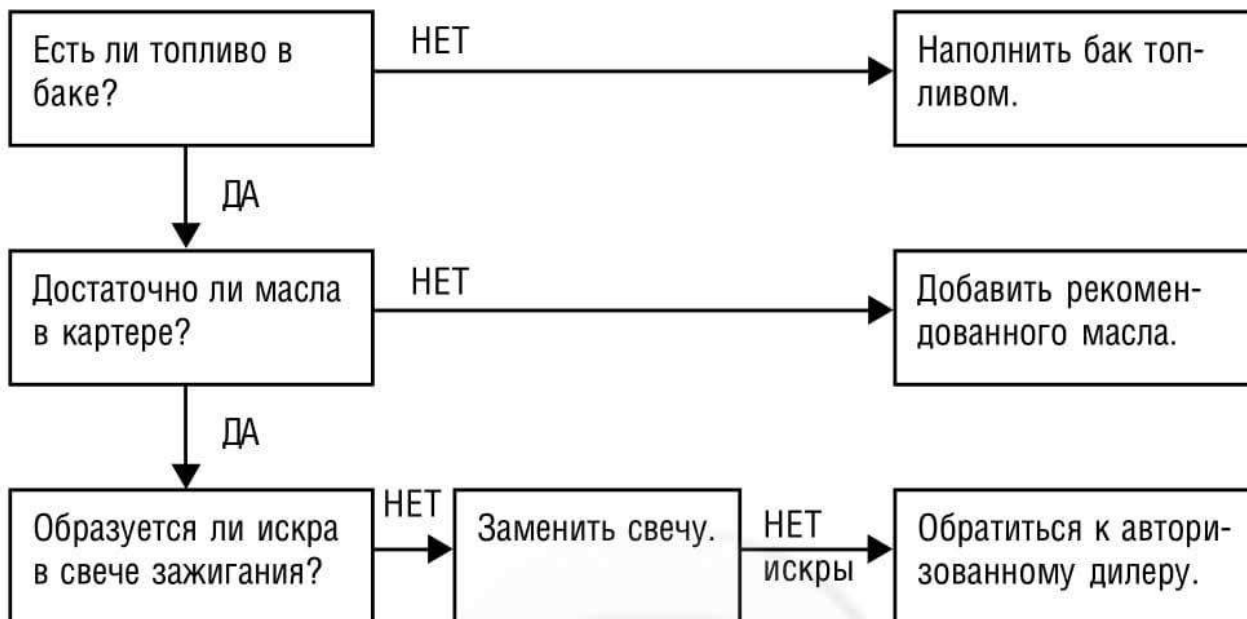 Есть ли топливо в
баке?
НЕТ
Наполнить бак топ-
ливом.
ДА
Достаточно ли масла
в картере?
НЕТ
Добавить рекомен-
дованного масла.
ДА
Образуется ли искра
в свече зажигания?
НЕТ
Заменить свечу.
НЕТ
искры
Обратиться к автори-
зованному дилеру.